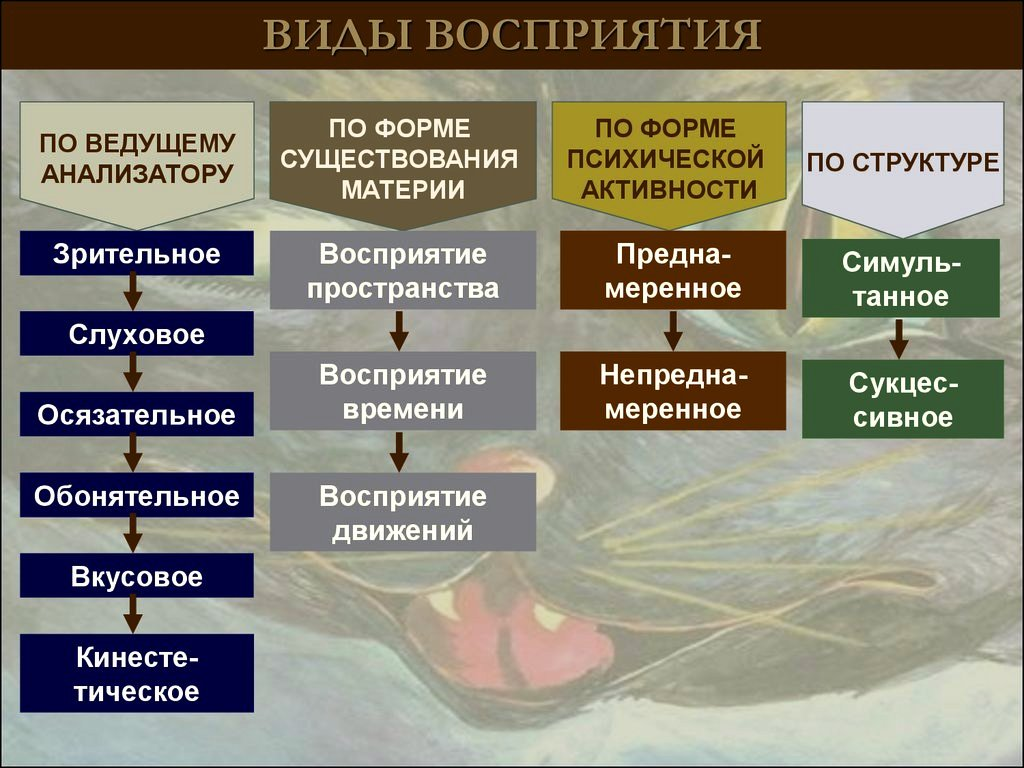 ВИДЫ ВОСПРИЯТИЯ
ПО ВЕДУЩЕМУ
АНАЛИЗАТОРУ
Зрительное
Слуховое
Осязательное
Обонятельное
Вкусовое
Кинесте-
тическое
ПО ФОРМЕ
СУЩЕСТВОВАНИЯ
МАТЕРИИ
Восприятие
пространства
Восприятие
времени
Восприятие
движений
ПО ФОРМЕ
ПСИХИЧЕСКОЙ
АКТИВНОСТИ
Предна-
меренное
Непредна-
меренное
ПО СТРУКТУРЕ
Симуль-
танное
Сукцес-
сивное